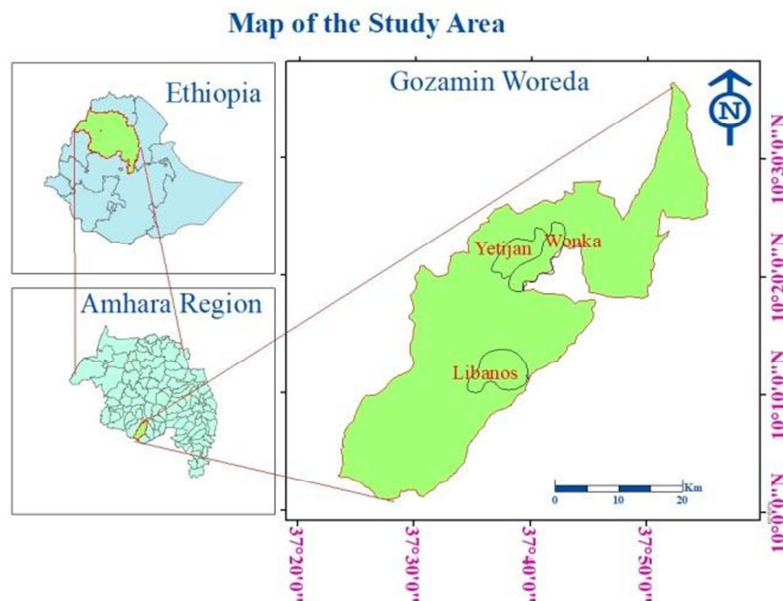 Map of the Study Area
Ethiopia
Amhara Region
Gozamin Woreda
N
Yetijan
Wonka
Libanos
Km
0 10 20
10°30'0"N
10°20'0"N
10°10'0"N
10°0'0"N
37°20'0"
37°30'0"
37°40'0"
37°50'0"